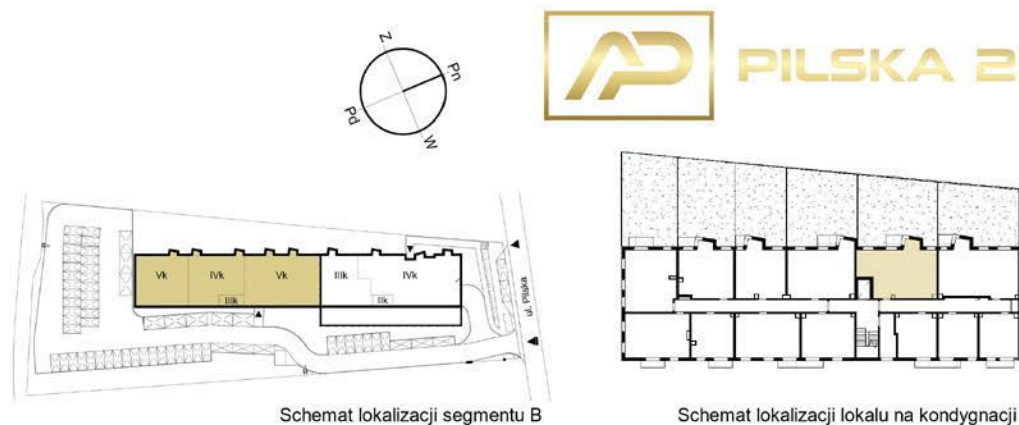 Z
Pn
Pd
W
AP PILSKA 2
Vk
IVk
Vk
IIIk
IVk
IIIk
IIk
ul. Pilska
Schemat lokalizacji segmentu B
Schemat lokalizacji lokalu na kondygnacji